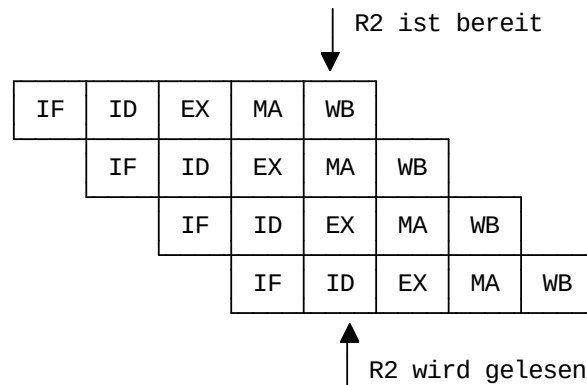 R2 ist bereit
IF ID EX MA WB
IF ID EX MA WB
IF ID EX MA WB
IF ID EX MA WB
R2 wird gelesen